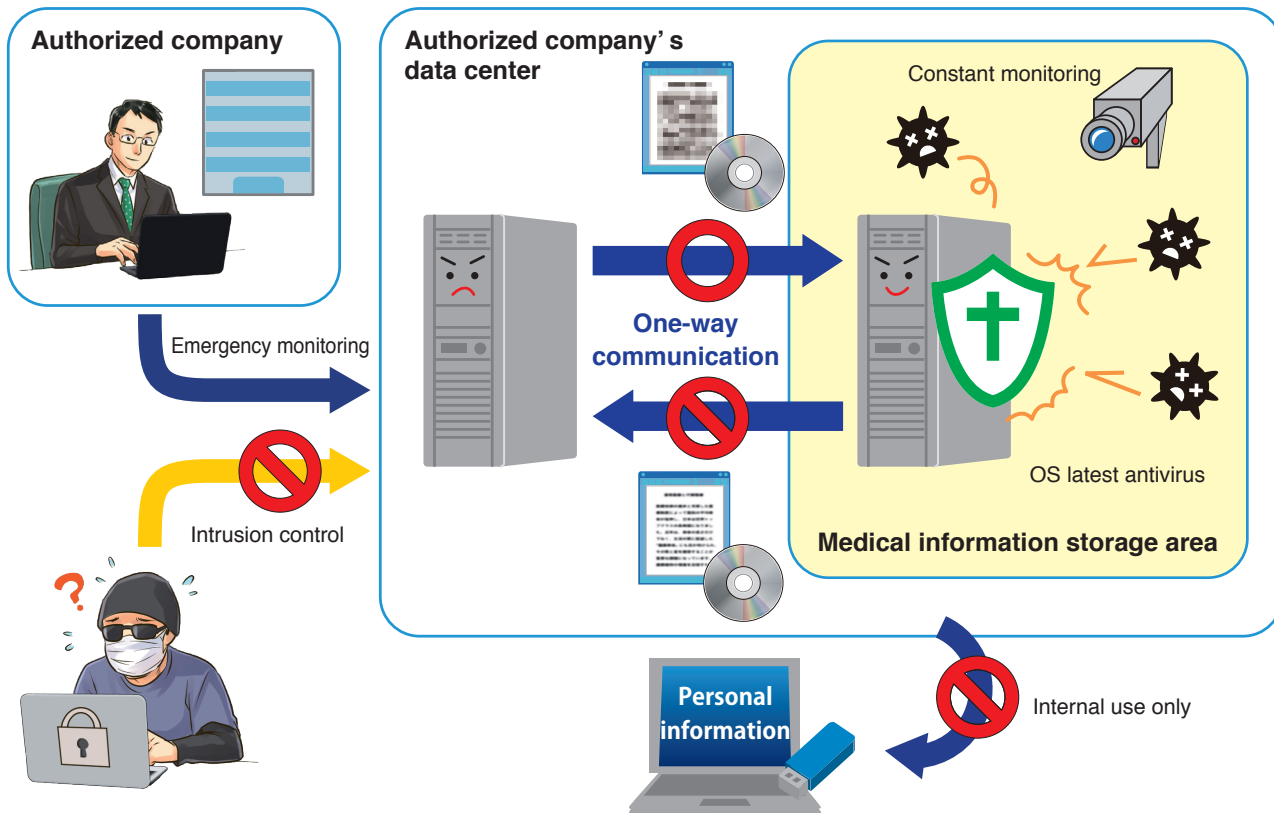 Authorized company
Authorized company's
data center
Constant monitoring
One-way
communication
Emergency monitoring
Intrusion control
OS latest antivirus
Medical information storage area
?
Personal
information
Internal use only